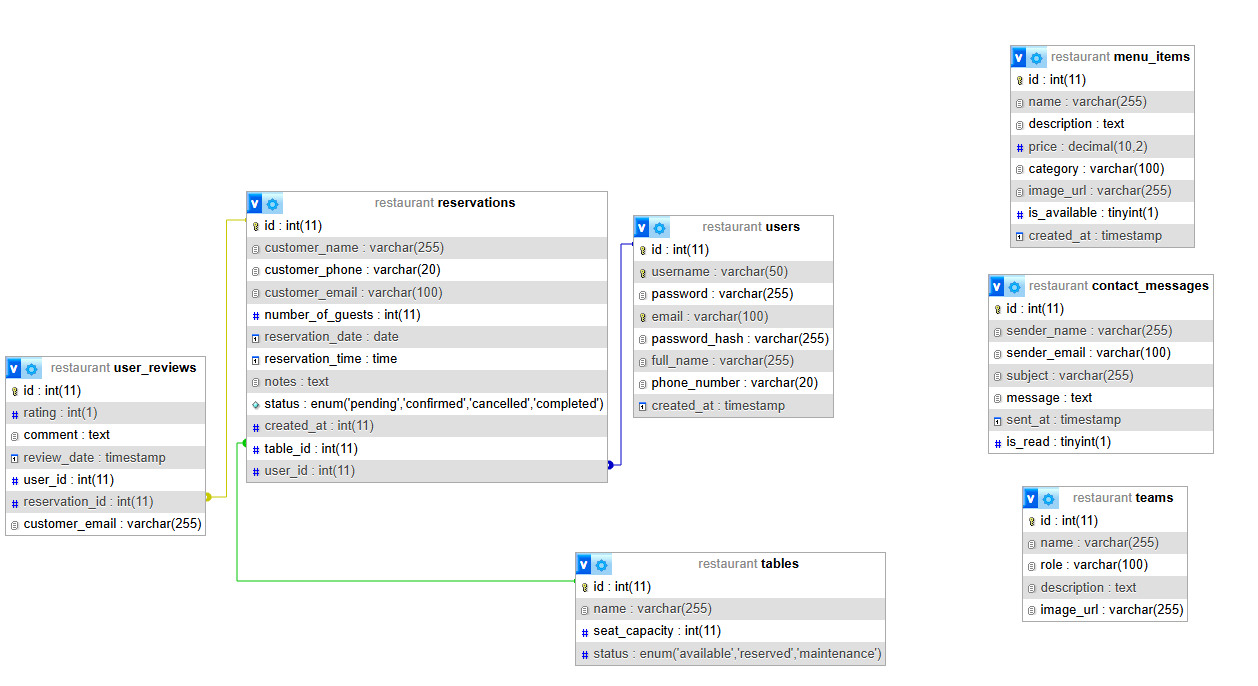 restaurant menu_items
id : int(11)
name : varchar(255)
description : text
price : decimal(10,2)
category : varchar(100)
image_url : varchar(255)
is_available : tinyint(1)
created_at : timestamp
restaurant reservations
id : int(11)
customer_name : varchar(255)
customer_phone : varchar(20)
customer_email : varchar(100)
number_of_guests : int(11)
reservation_date : date
reservation_time : time
notes : text
status : enum('pending','confirmed','cancelled','completed')
created_at : int(11)
table_id : int(11)
user_id : int(11)
restaurant users
id : int(11)
username : varchar(50)
password : varchar(255)
email : varchar(100)
password_hash : varchar(255)
full_name : varchar(255)
phone_number : varchar(20)
created_at : timestamp
restaurant contact_messages
id : int(11)
sender_name : varchar(255)
sender_email : varchar(100)
subject : varchar(255)
message : text
sent_at : timestamp
is_read : tinyint(1)
restaurant user_reviews
id : int(11)
rating : int(1)
comment : text
review_date : timestamp
user_id : int(11)
reservation_id : int(11)
customer_email : varchar(255)
restaurant teams
id : int(11)
name : varchar(255)
role : varchar(100)
description : text
image_url : varchar(255)
restaurant tables
id : int(11)
name : varchar(255)
seat_capacity : int(11)
status : enum('available','reserved','maintenance')